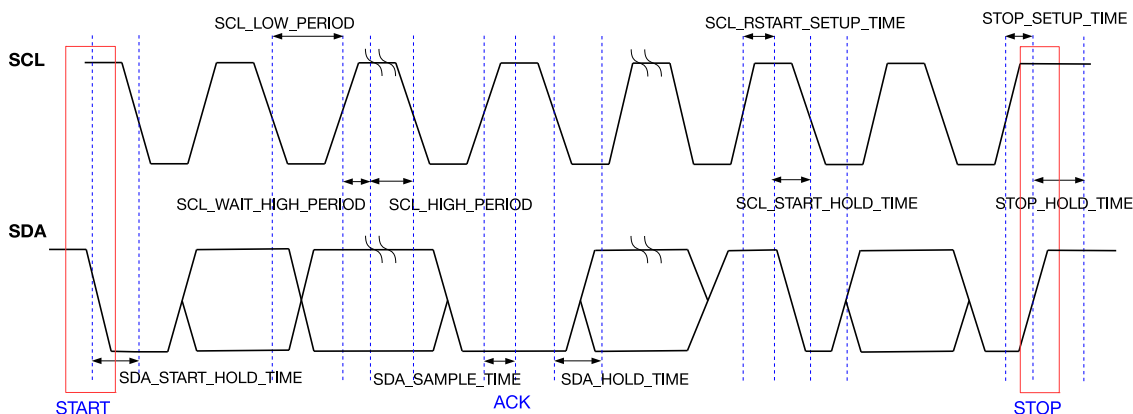 SCL_LOW_PERIOD
SCL_RSTART_SETUP_TIME
STOP_SETUP_TIME
SCL
SCL_WAIT_HIGH_PERIOD
SCL_HIGH_PERIOD
SCL_START_HOLD_TIME
STOP_HOLD_TIME
SDA
SDA_START_HOLD_TIME
SDA_SAMPLE_TIME
SDA_HOLD_TIME
START
ACK
STOP